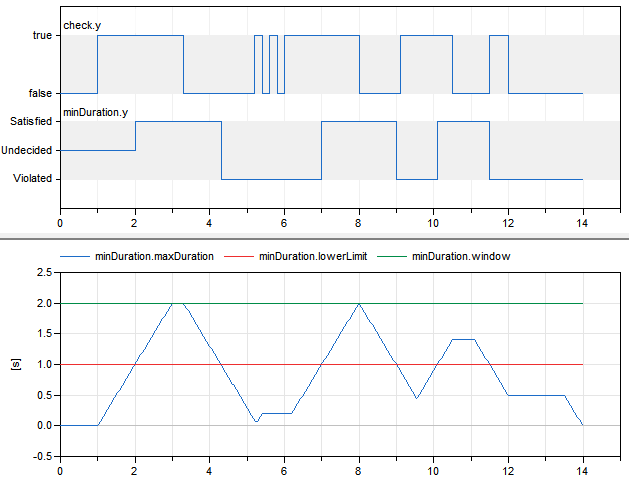 check.y
true
false
minDuration.y
Satisfied
Undecided
Violated
0 2 4 6 8 10 12 14
minDuration.maxDuration minDuration.lowerLimit minDuration.window
2.5
2.0
1.5
1.0
0.5
0.0
-0.5
[s]
0 2 4 6 8 10 12 14